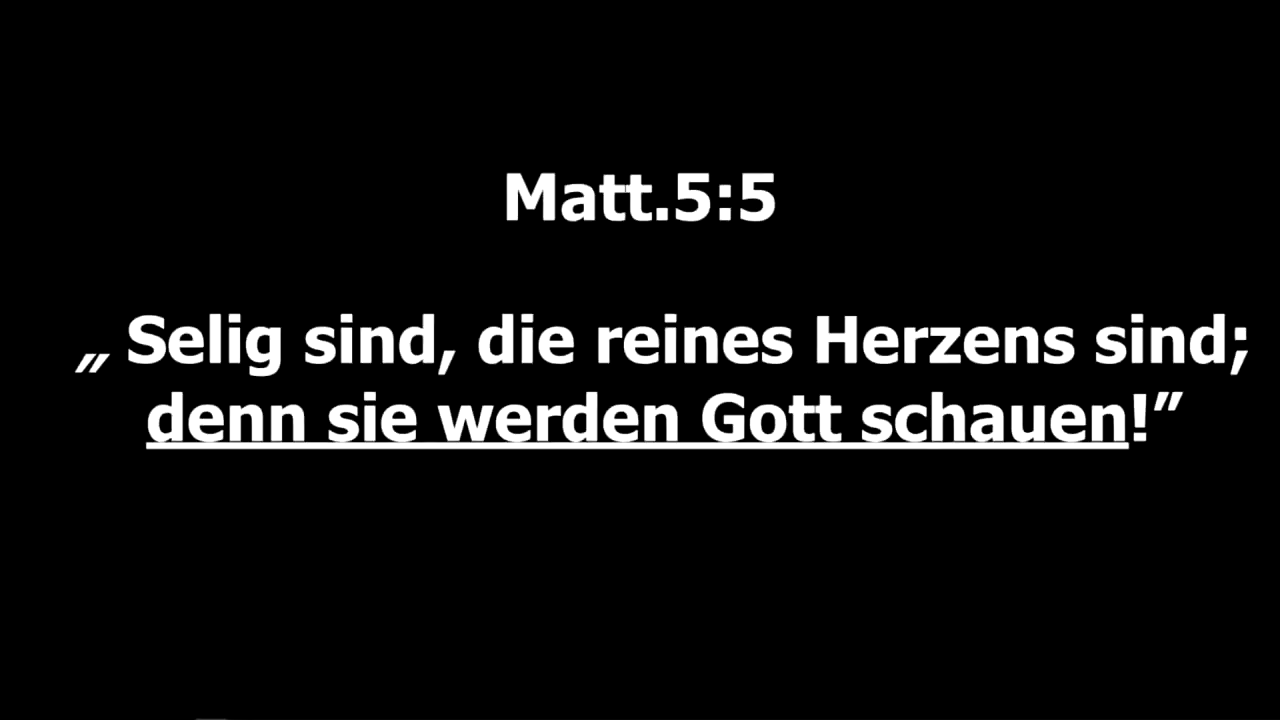 Matt.5:5
„ Selig sind, die reines Herzens sind;
denn sie werden Gott schauen!”